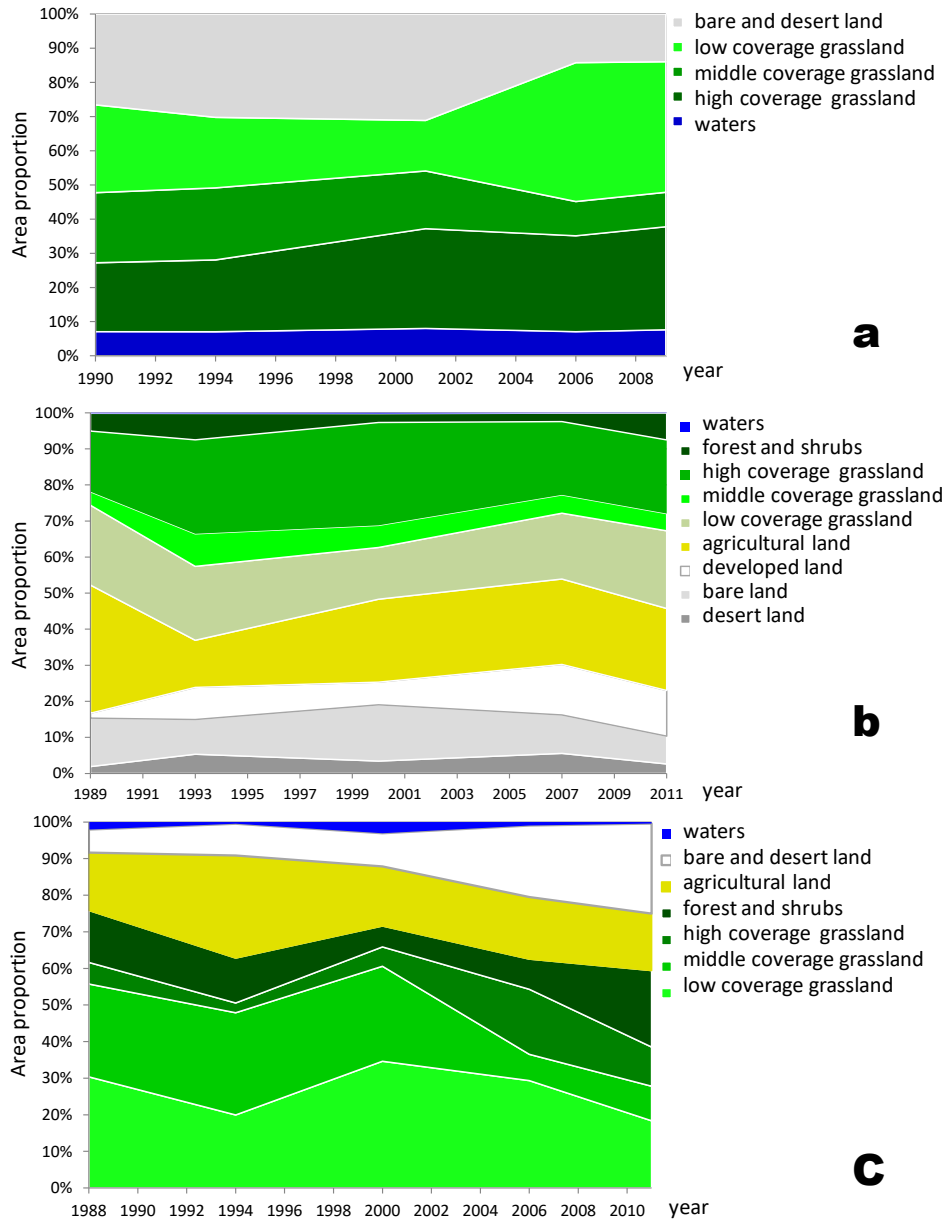 100%
90%
80%
70%
60%
50%
40%
30%
20%
10%
0%
Area proportion
1990 1992 1994 1996 1998 2000 2002 2004 2006 2008
year
bare and desert land
low coverage grassland
middle coverage grassland
high coverage grassland
waters
a
100%
90%
80%
70%
60%
50%
40%
30%
20%
10%
0%
Area proportion
1989 1991 1993 1995 1997 1999 2001 2003 2005 2007 2009 2011
year
waters
forest and shrubs
high coverage grassland
middle coverage grassland
low coverage grassland
agricultural land
developed land
bare land
desert land
b
100%
90%
80%
70%
60%
50%
40%
30%
20%
10%
0%
Area proportion
1988 1990 1992 1994 1996 1998 2000 2002 2004 2006 2008 2010
year
waters
bare and desert land
agricultural land
forest and shrubs
high coverage grassland
middle coverage grassland
low coverage grassland
c